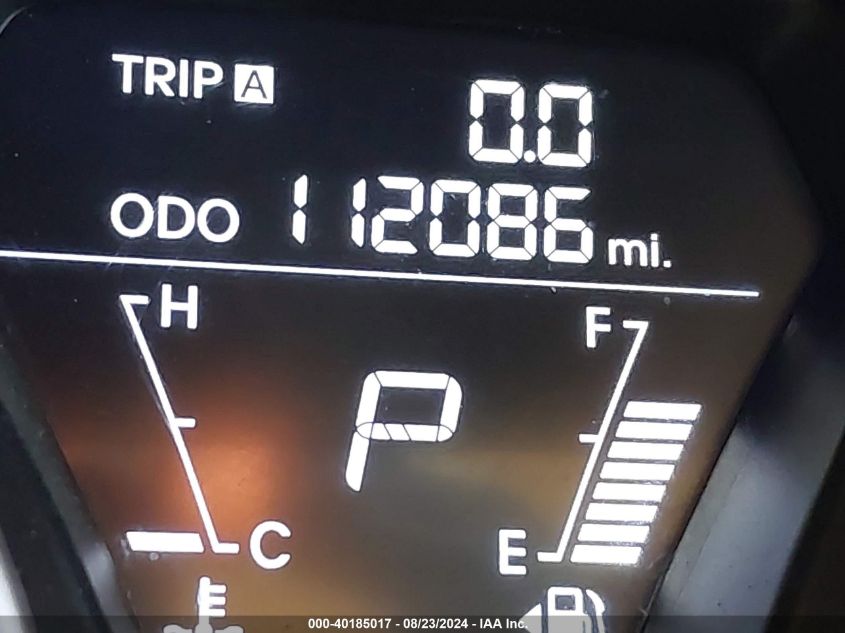 TRIP A 0.0
ODO 112086 mi.
H F
P
C E
000-40185017 - 08/23/2024 - IAA Inc.